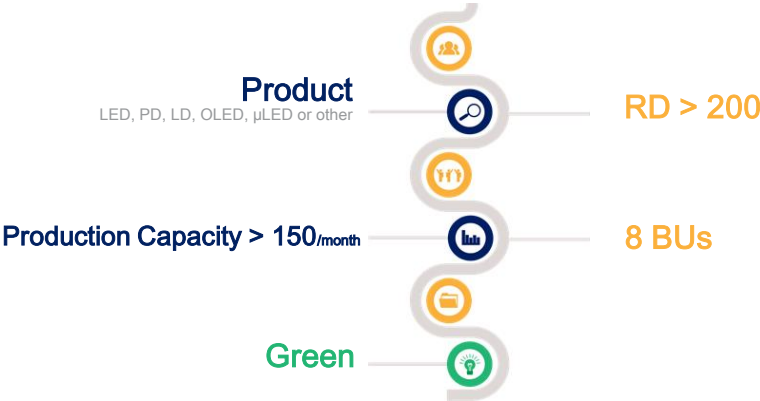 Product
LED, PD, LD, OLED, µLED or other
RD > 200
Production Capacity > 150/month
8 BUs
Green